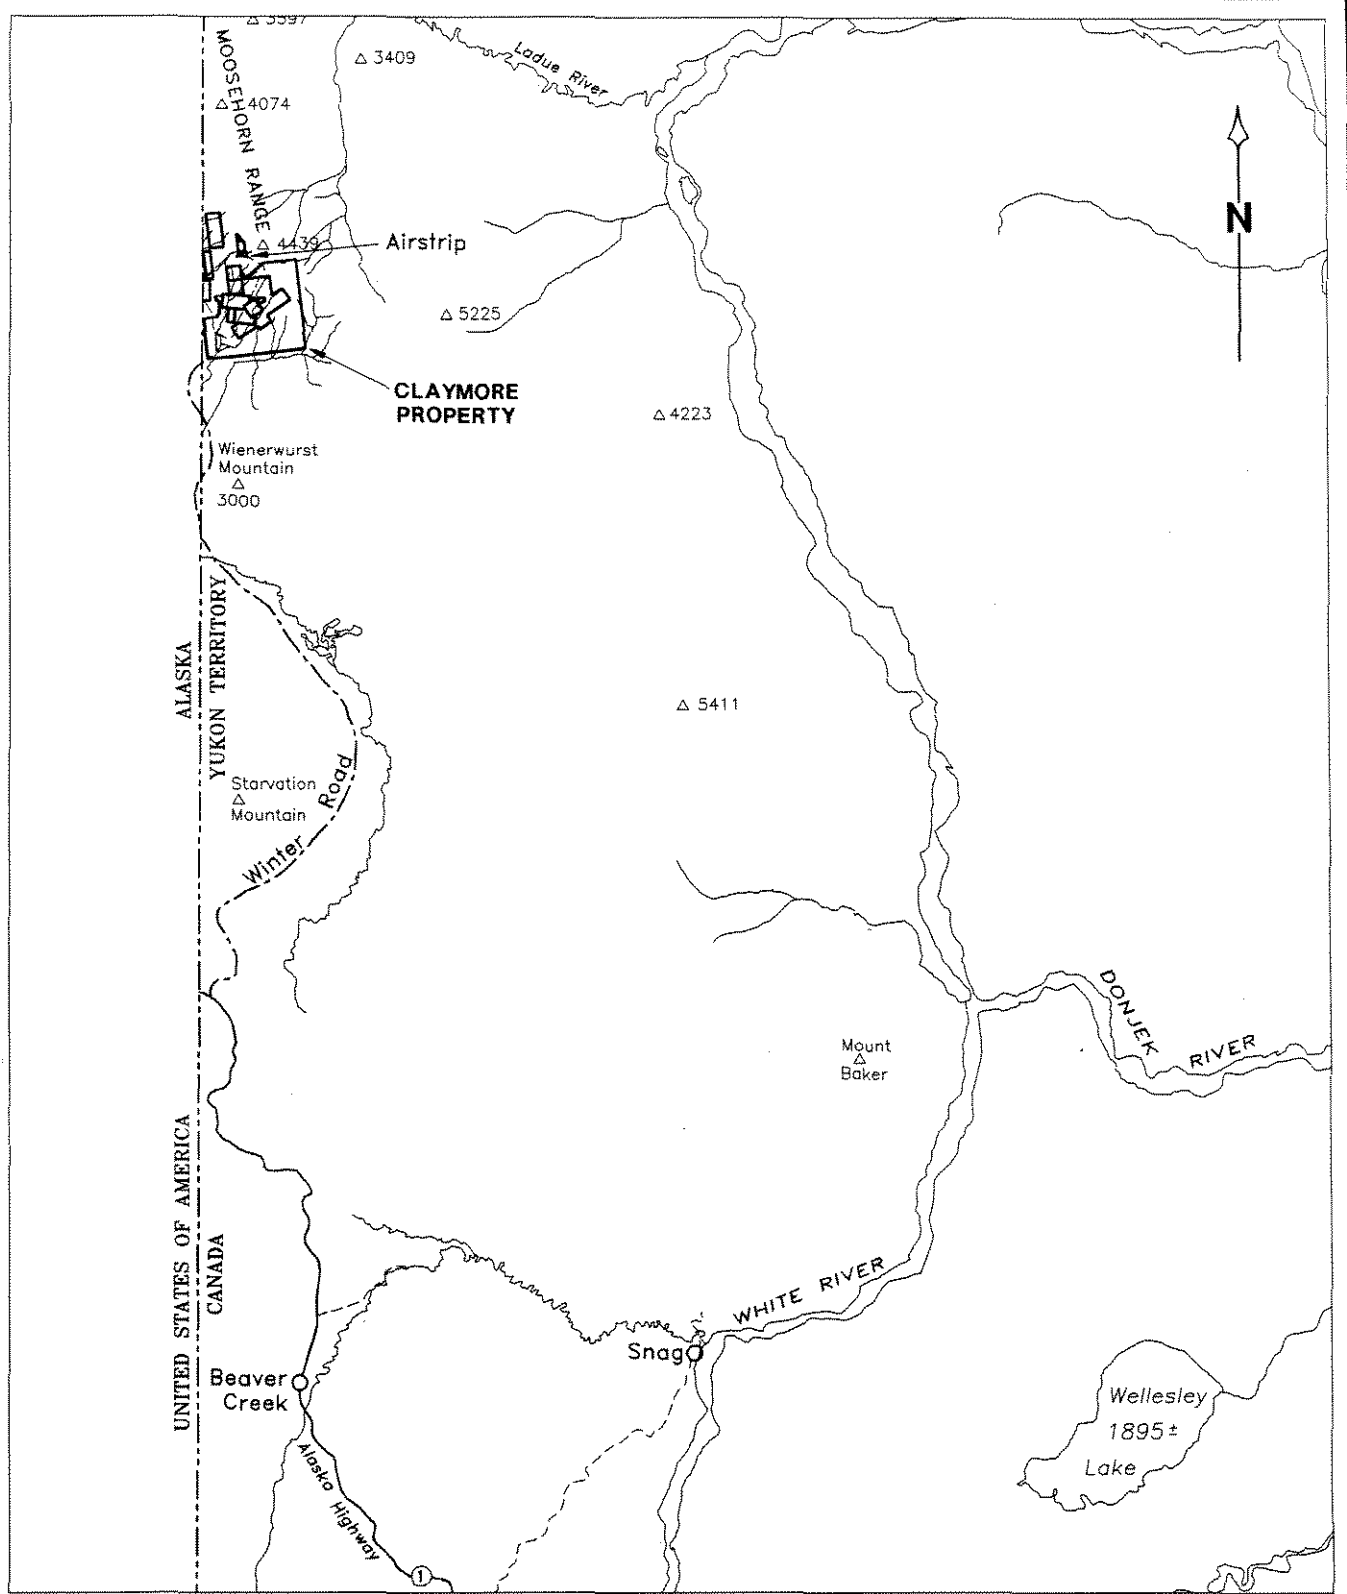 3597
MOOSEHORN RANGE
3409
Ladue River
4074
N
4439
Airstrip
5225
CLAYMORE
PROPERTY
4223
Wienerwurst
Mountain
3000
ALASKA
YUKON TERRITORY
5411
Starvation
Mountain
Winter Road
DONJEK RIVER
Mount
Baker
UNITED STATES OF AMERICA
CANADA
WHITE RIVER
Snag
Beaver
Creek
Wellesley
1895±
Lake
Alaska Highway
1